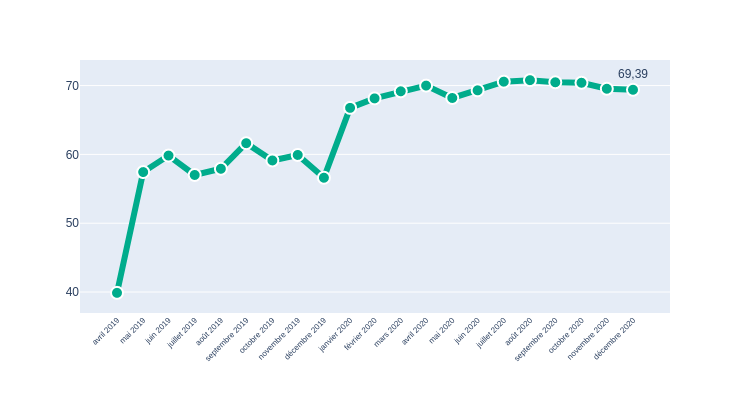 69,39
70
60
50
40
avril 2019
mai 2019
juin 2019
juillet 2019
août 2019
septembre 2019
octobre 2019
novembre 2019
décembre 2019
janvier 2020
février 2020
mars 2020
avril 2020
mai 2020
juin 2020
juillet 2020
août 2020
septembre 2020
octobre 2020
novembre 2020
décembre 2020